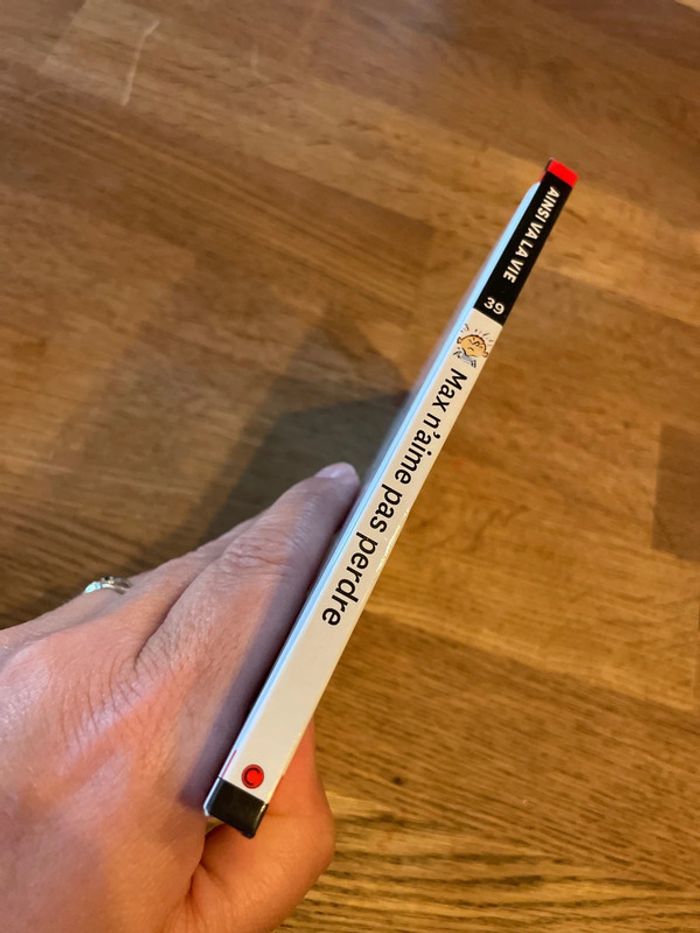 AINSI VA LA VIE
39
Max n'aime pas perdre
C